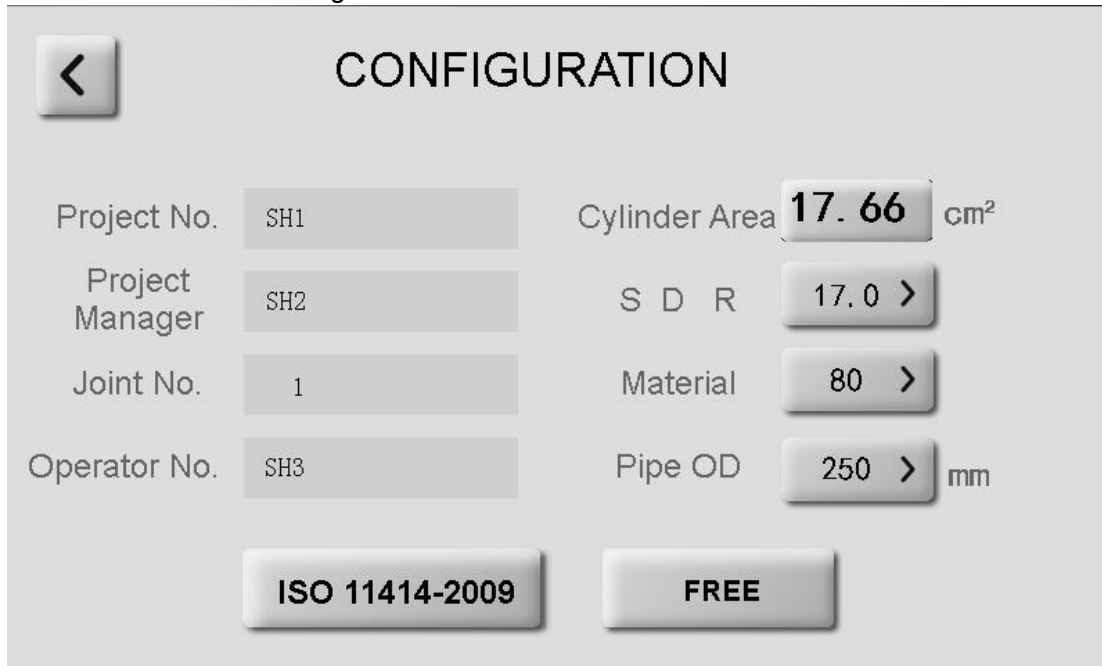 CONFIGURATION
Project No. SH1
Cylinder Area 17. 66 cm²
Project
Manager SH2
S D R 17. 0 >
Joint No. 1
Material 80 >
Operator No. SH3
Pipe OD 250 > mm
ISO 11414-2009
FREE